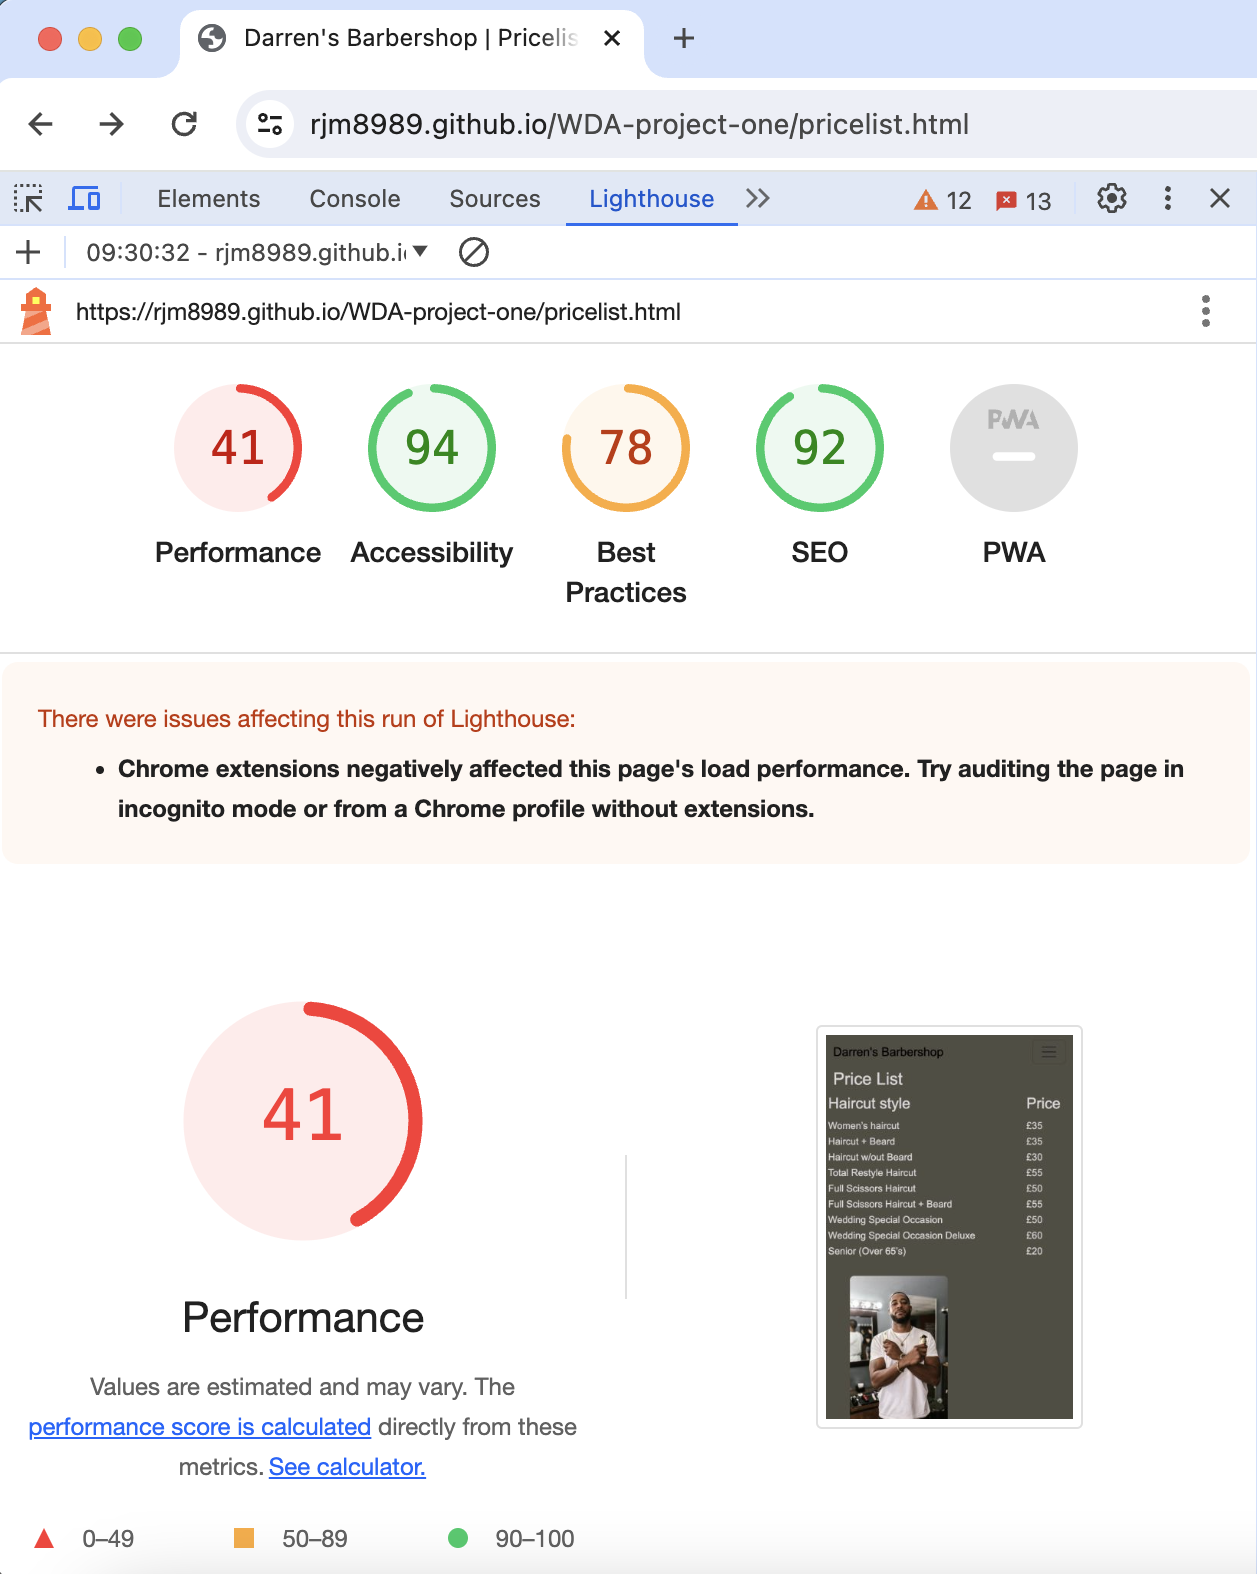 Darren's Barbershop | Pricelis
rjm8989.github.io/WDA-project-one/pricelist.html
Elements Console Sources Lighthouse 12 13
09:30:32 - rjm8989.github.i
https://rjm8989.github.io/WDA-project-one/pricelist.html
41 94 78 92 PWA
Performance Accessibility Best Practices SEO PWA
There were issues affecting this run of Lighthouse:
• Chrome extensions negatively affected this page's load performance. Try auditing the page in
incognito mode or from a Chrome profile without extensions.
41
Performance
Values are estimated and may vary. The
performance score is calculated directly from these
metrics. See calculator.
0–49 50–89 90–100
Darren's Barbershop
Price List
Haircut style Price
Women's haircut £35
Haircut + Beard £35
Haircut w/out Beard £30
Total Restyle Haircut £55
Full Scissors Haircut £50
Full Scissors Haircut + Beard £55
Wedding Special Occasion £50
Wedding Special Occasion Deluxe £60
Senior (Over 65's) £20